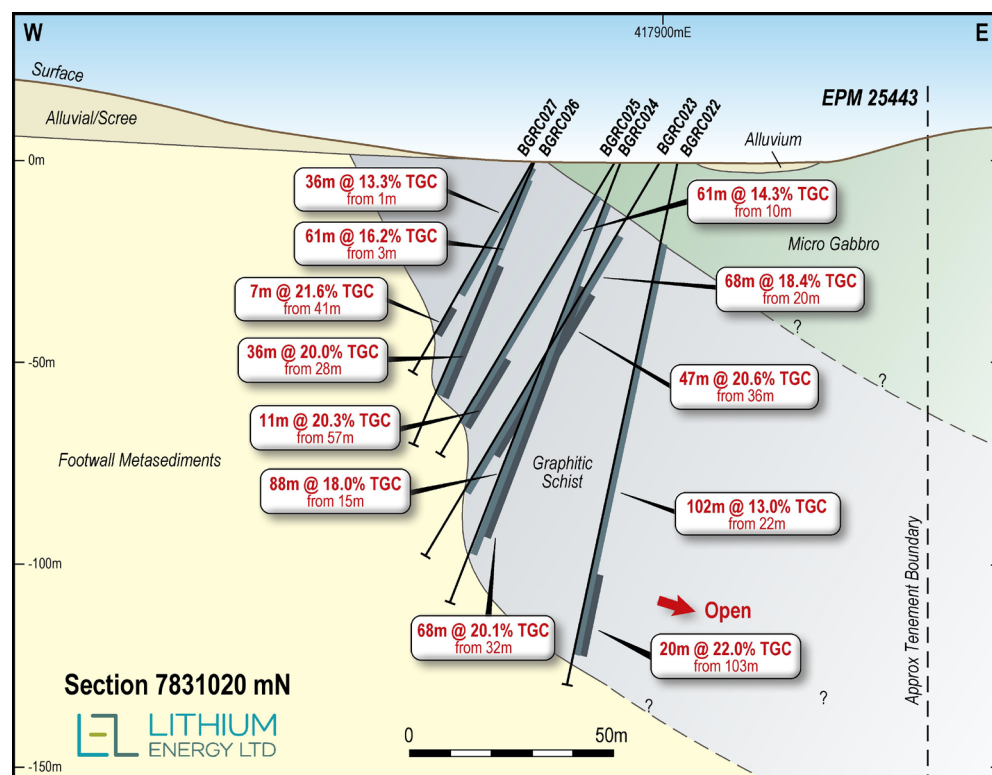 W
417900mE
E
Surface
EPM 25443
Alluvial/Scree
BGRC027
BGRC026
BGRC025
BGRC024
BGRC023
BGRC022
Alluvium
0m
36m @ 13.3% TGC
from 1m
61m @ 14.3% TGC
from 10m
61m @ 16.2% TGC
from 3m
Micro Gabbro
7m @ 21.6% TGC
from 41m
68m @ 18.4% TGC
from 20m
?
36m @ 20.0% TGC
from 28m
-50m
47m @ 20.6% TGC
from 36m
?
11m @ 20.3% TGC
from 57m
Footwall Metasediments
Graphitic
Schist
88m @ 18.0% TGC
from 15m
102m @ 13.0% TGC
from 22m
-100m
Open
Approx Tenement Boundary
68m @ 20.1% TGC
from 32m
20m @ 22.0% TGC
from 103m
Section 7831020 mN
?
?
LEL
LITHIUM
ENERGY LTD
0
50m
-150m